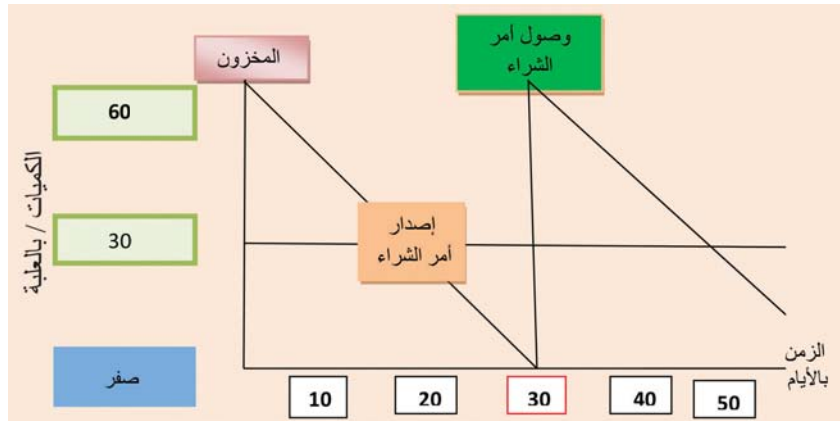 المخزون
وصول أمر
الشراء
60
30
صفر
الكميات / بالعلبة
إصدار
أمر الشراء
الزمن
بالأيام
10
20
30
40
50